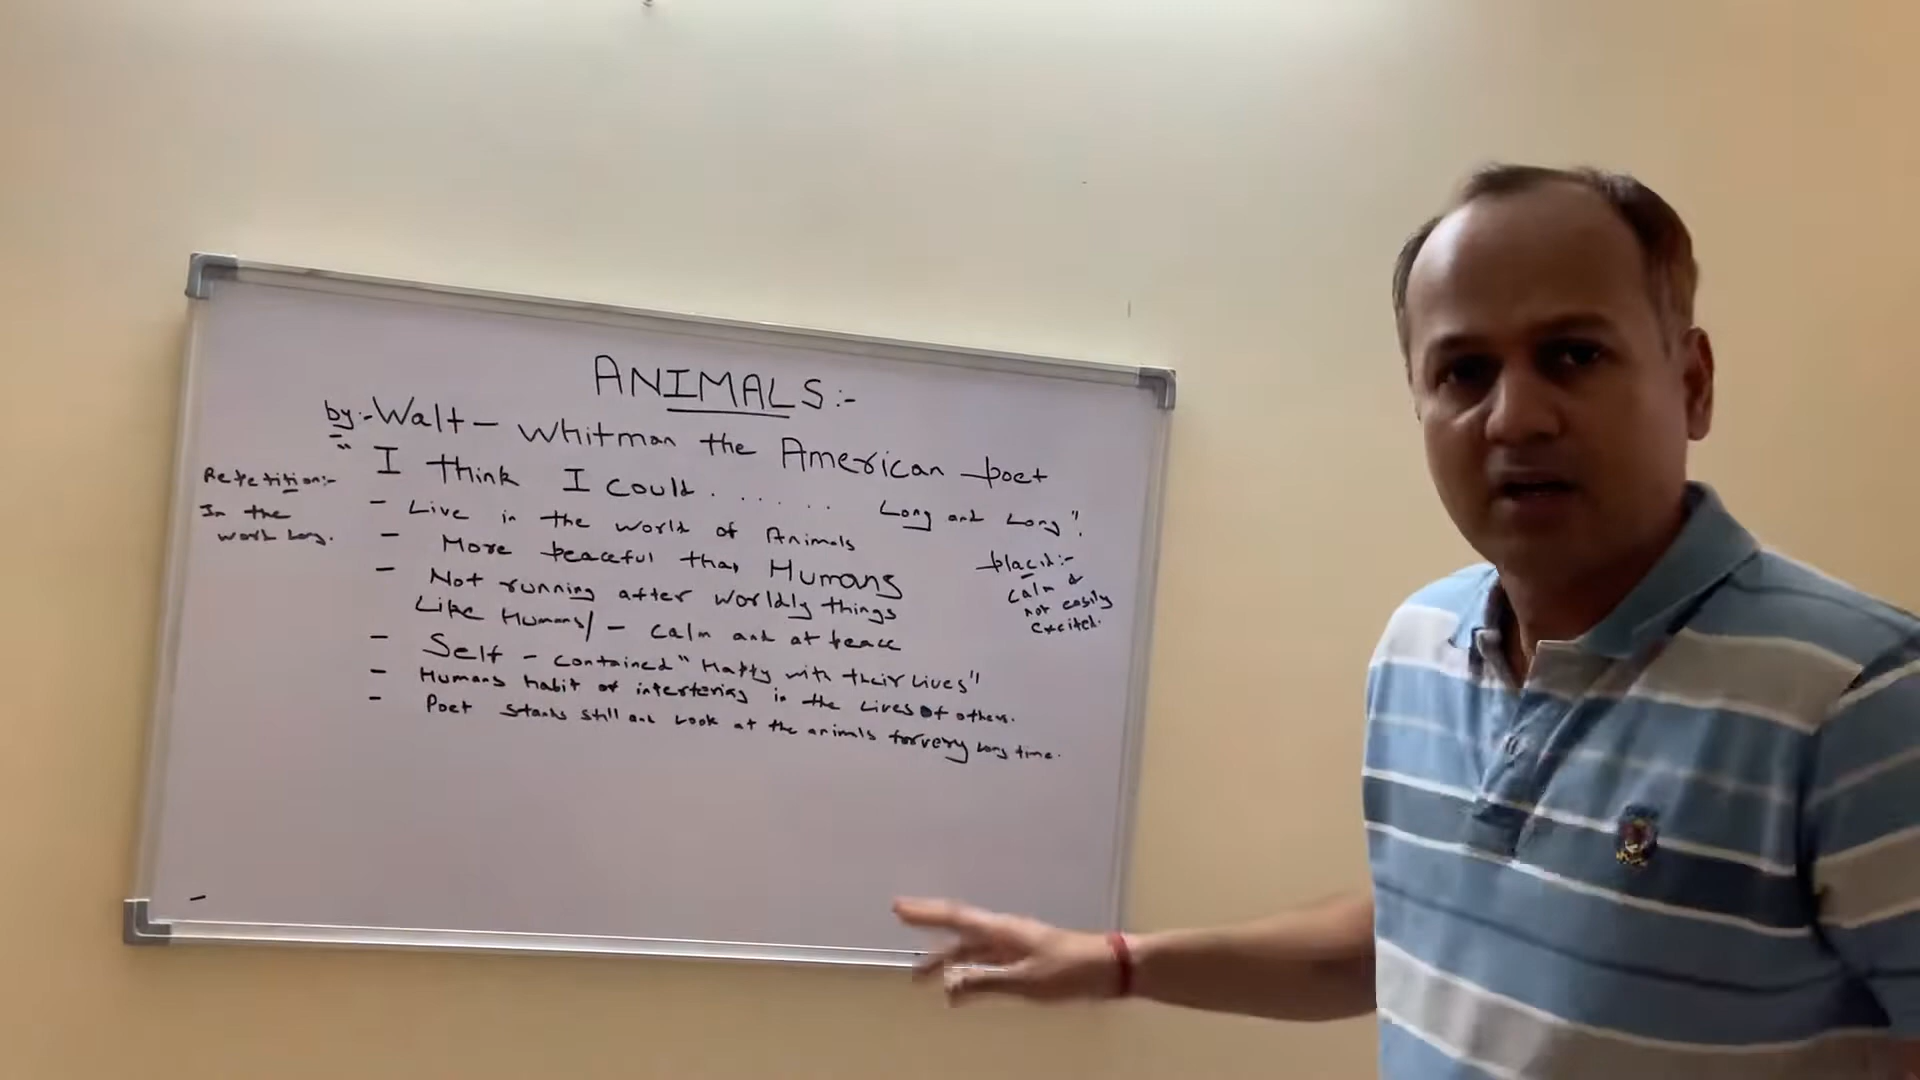 ANIMALS:-
by:- Walt - Whitman the American poet
"I think I could . . . . . . Long and Long".
Repetition:-
In the
word Long.
- Live in the world of Animals
- More peaceful than Humans
- Not running after worldly things
Like Humans/- calm and at peace
- Self - contained "Happy with their Lives"
- Humans habit of interfering in the Lives of others.
- Poet stands still and Look at the animals for very Long time.
placid:-
calm &
not easily
excited.